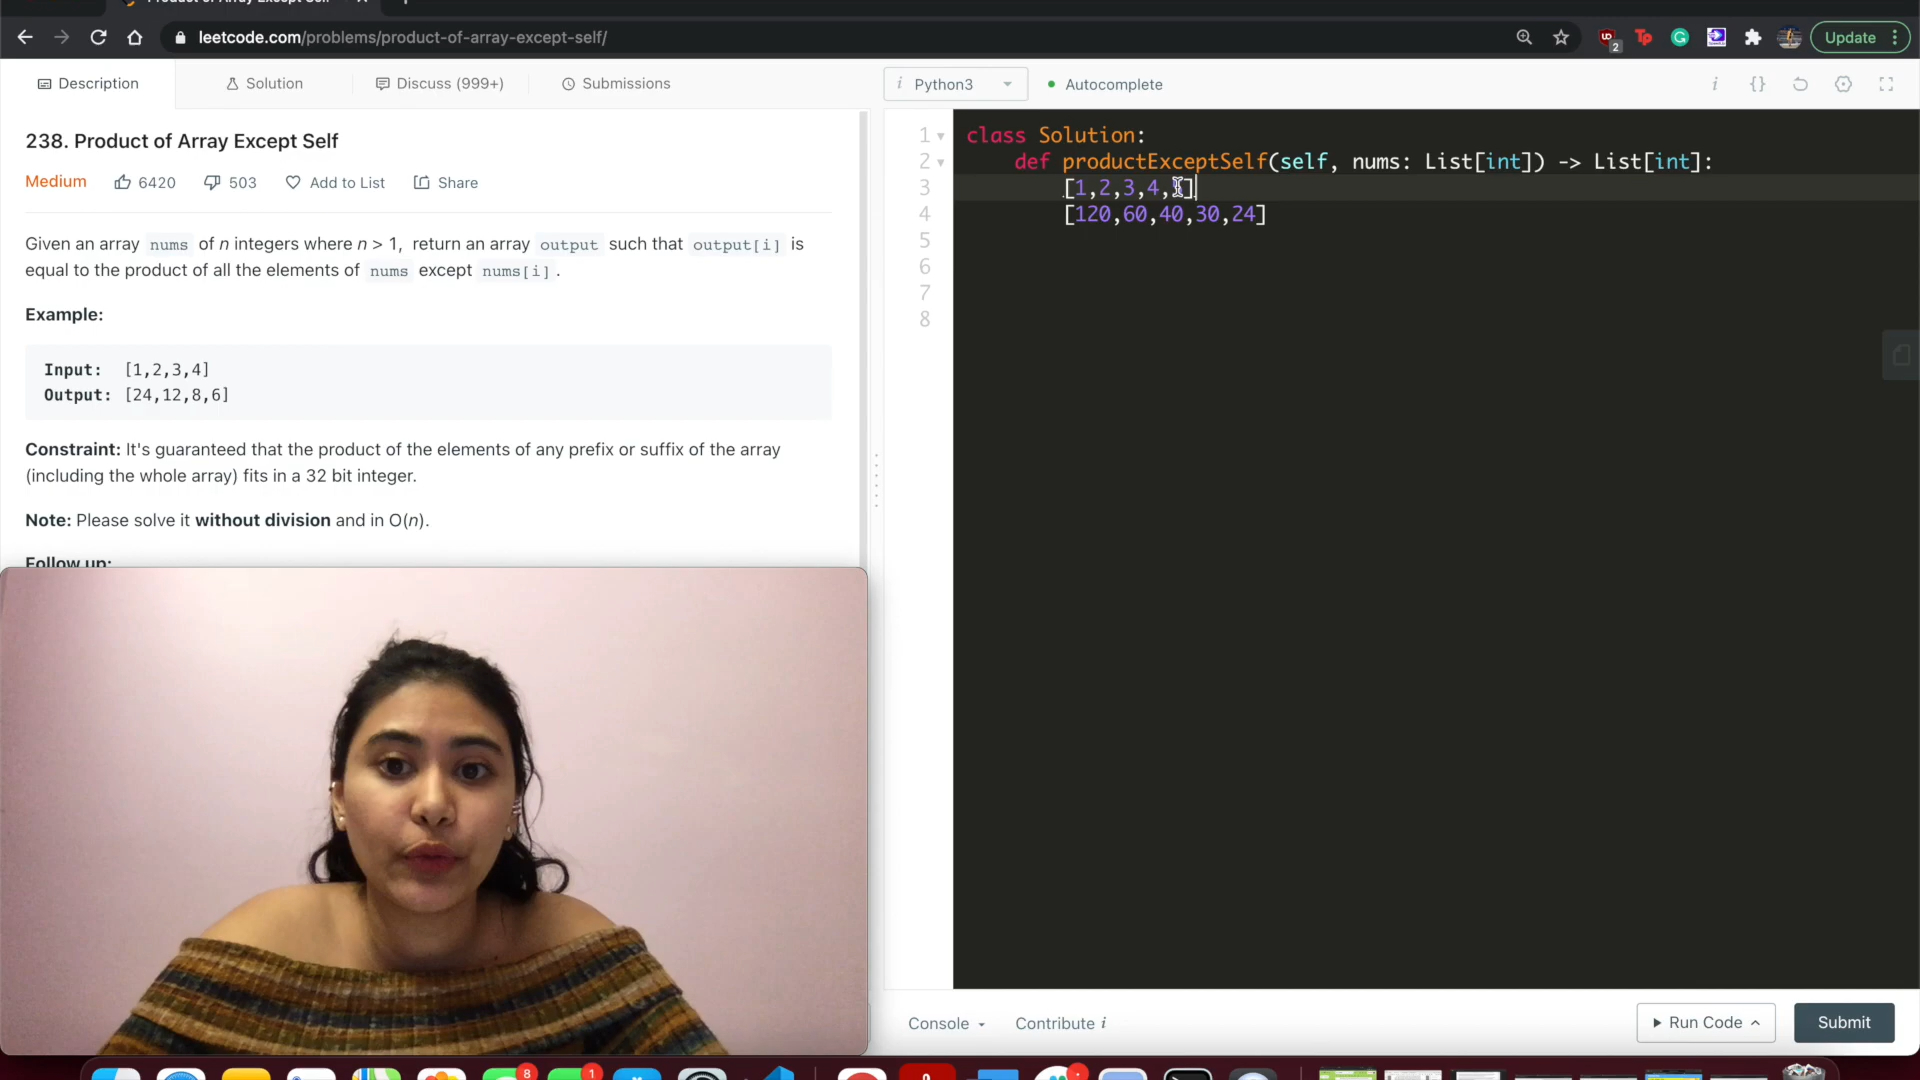 leetcode.com/problems/product-of-array-except-self/
2
Update
Description
Solution
Discuss (999+)
Submissions
i Python3
Autocomplete
238. Product of Array Except Self
Medium 6420 503 Add to List Share
Given an array nums of n integers where n > 1, return an array output such that output[i] is
equal to the product of all the elements of nums except nums[i] .
Example:
Input: [1,2,3,4]
Output: [24,12,8,6]
Constraint: It's guaranteed that the product of the elements of any prefix or suffix of the array
(including the whole array) fits in a 32 bit integer.
Note: Please solve it without division and in O(n).
Follow up:
1 class Solution:
2 def productExceptSelf(self, nums: List[int]) -> List[int]:
3 [1,2,3,4, ]
4 [120,60,40,30,24]
5
6
7
8
Console
Contribute i
Run Code
Submit
8
1